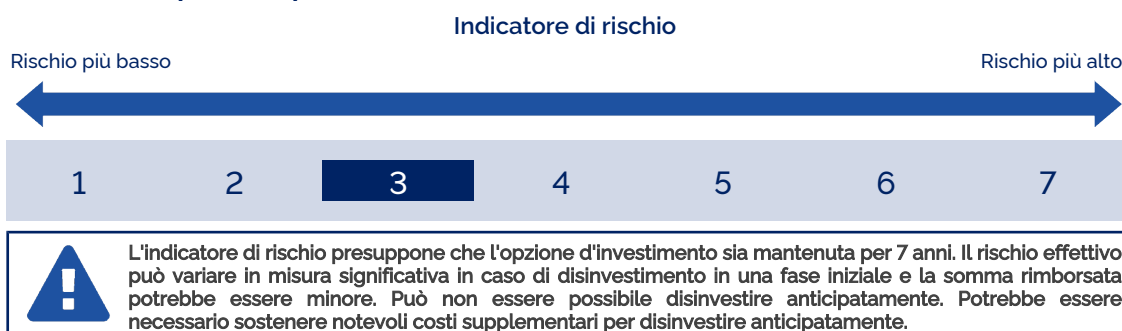 Indicatore di rischio
Rischio più basso Rischio più alto
1 2 3 4 5 6 7
L'indicatore di rischio presuppone che l'opzione d'investimento sia mantenuta per 7 anni. Il rischio effettivo
può variare in misura significativa in caso di disinvestimento in una fase iniziale e la somma rimborsata
potrebbe essere minore. Può non essere possibile disinvestire anticipatamente. Potrebbe essere
necessario sostenere notevoli costi supplementari per disinvestire anticipatamente.